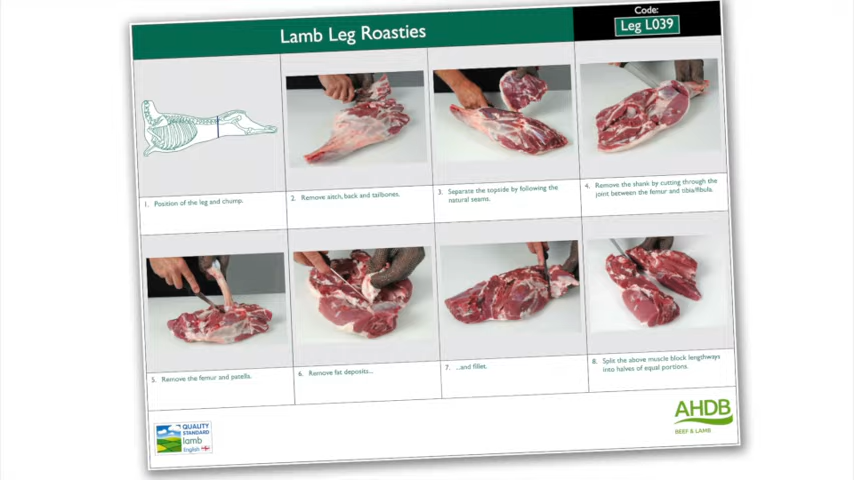 Lamb Leg Roasties
Code:
Leg L039
1. Position of the leg and chump.
2. Remove aitch, back and tailbones.
3. Separate the topside by following the
natural seams.
4. Remove the shank by cutting through the
joint between the femur and tibia/fibula.
5. Remove the femur and patella.
6. Remove fat deposits...
7. ...and fillet.
8. Split the above muscle block lengthways
into halves of equal portions.
QUALITY
STANDARD
lamb
English
AHDB
BEEF & LAMB